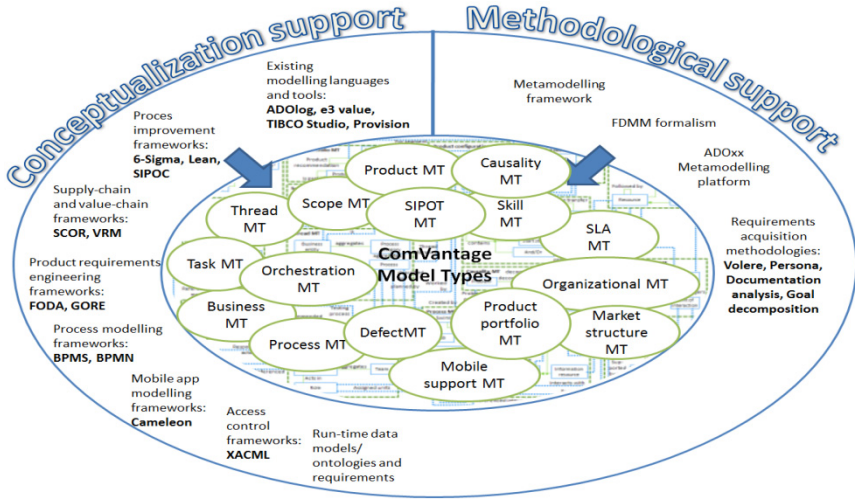 Conceptualization support
Methodological support
Existing
modelling languages
and tools:
ADOlog, e3 value,
TIBCO Studio, Provision
Proces
improvement frameworks:
6-Sigma, Lean,
SIPOC
Supply-chain
and value-chain
frameworks:
SCOR, VRM
Product requirements
engineering
frameworks:
FODA, GORE
Process modelling
frameworks:
BPMS, BPMN
Mobile app
modelling
frameworks:
Cameleon
Access
control
frameworks:
XACML
Run-time data
models/
ontologies and
requirements
Metamodelling
framework
FDMM formalism
ADOxx
Metamodelling
platform
Requirements
acquisition
methodologies:
Volere, Persona,
Documentation
analysis, Goal
decomposition
Product MT
Causality
MT
Scope MT
SIPOT
MT
Skill
MT
Thread
MT
SLA
MT
ComVantage
Model Types
Task MT
Orchestration
MT
Organizational MT
Business
MT
Process MT
DefectMT
Product
portfolio
MT
Market
structure
MT
Mobile
support MT